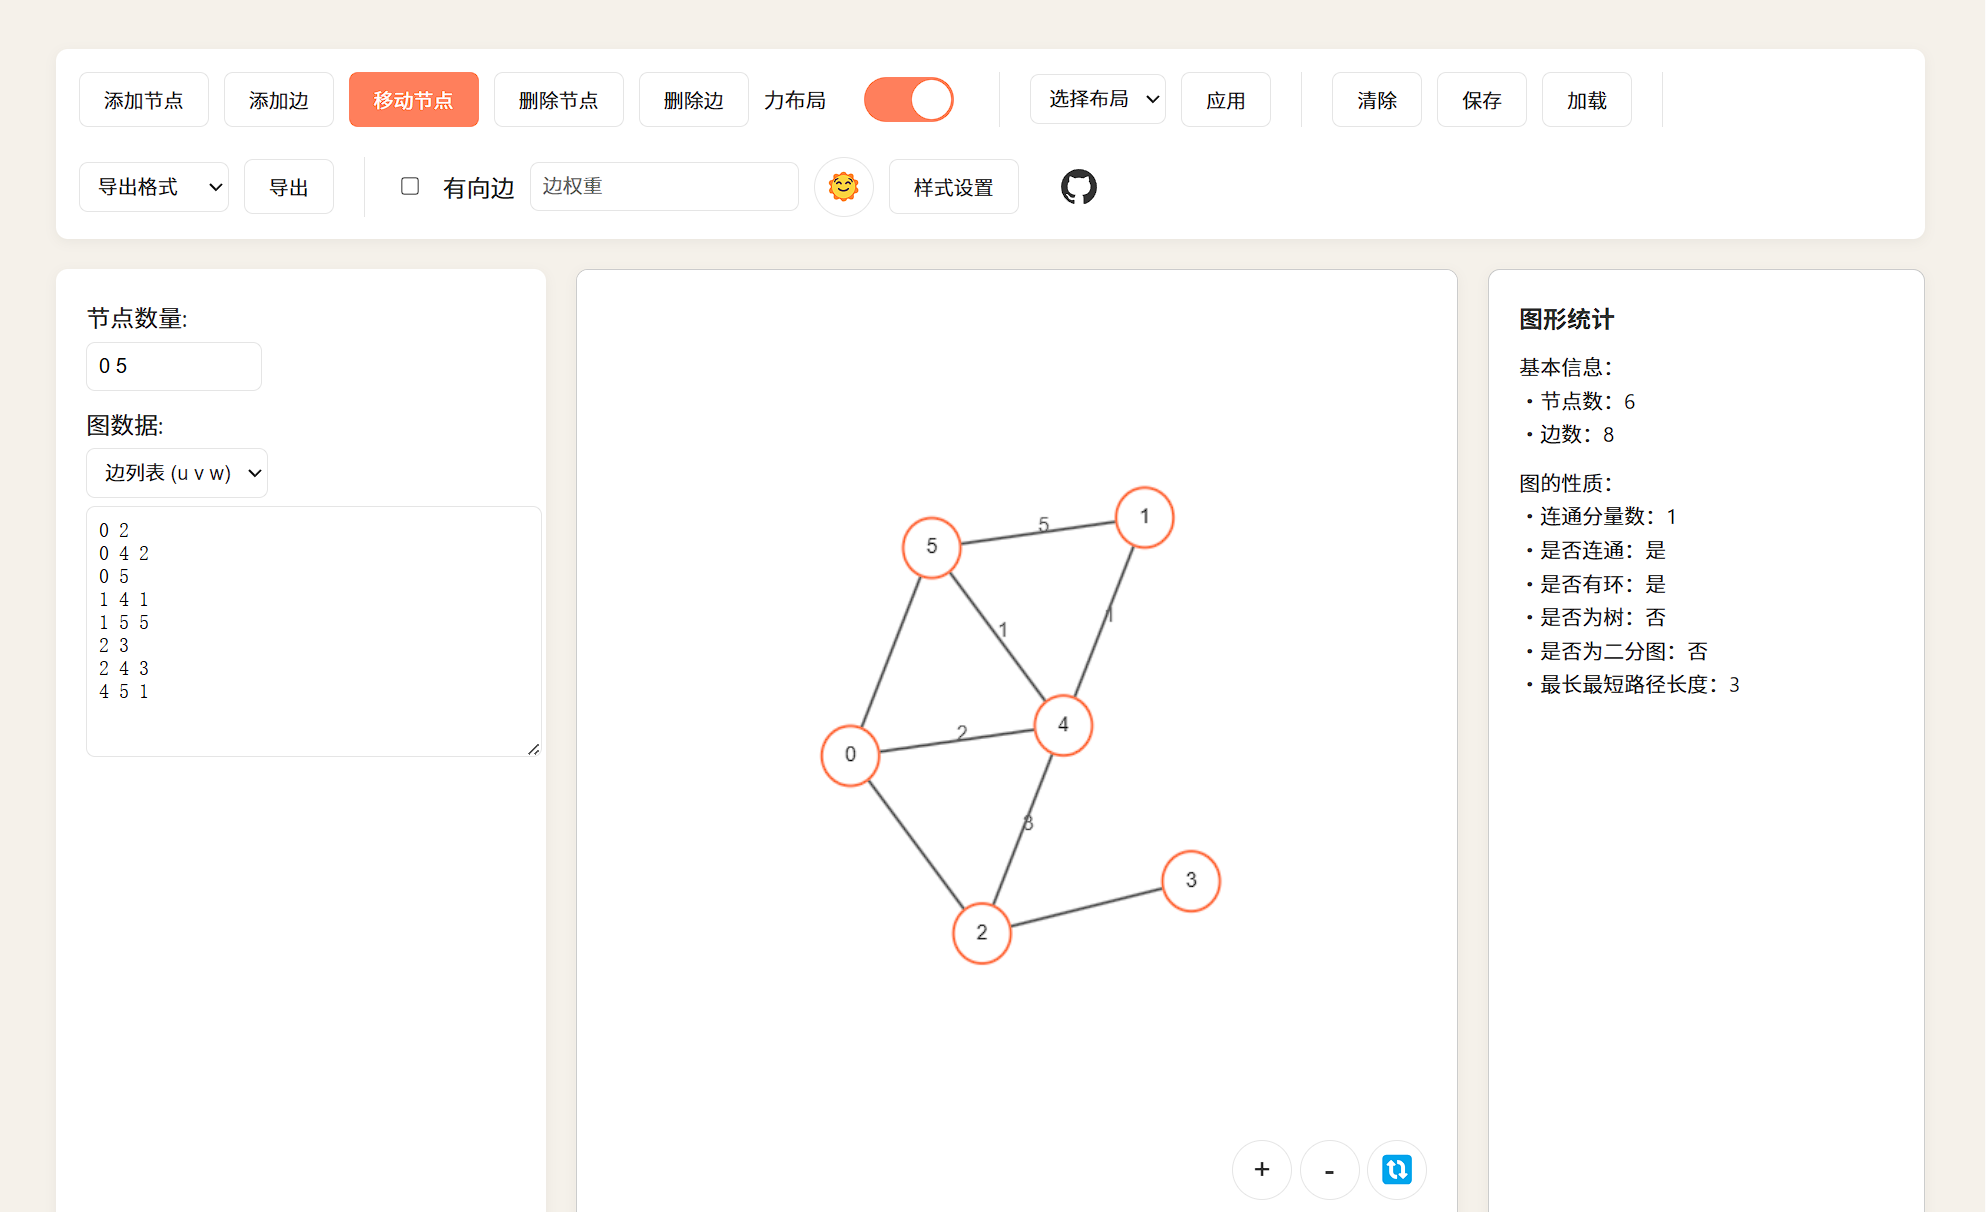 添加节点 添加边 移动节点 删除节点 删除边 力布局 选择布局 应用 清除 保存 加载
导出格式 导出 有向边 边权重 样式设置
节点数量:
0 5
图数据:
边列表 (u v w)
0 2
0 4 2
0 5
1 4 1
1 5 5
2 3
2 4 3
4 5 1
5
1
5
1
1
4
2
0
3
3
2
+ -
图形统计
基本信息：
・节点数：6
・边数：8
图的性质：
・连通分量数：1
・是否连通：是
・是否有环：是
・是否为树：否
・是否为二分图：否
・最长最短路径长度：3